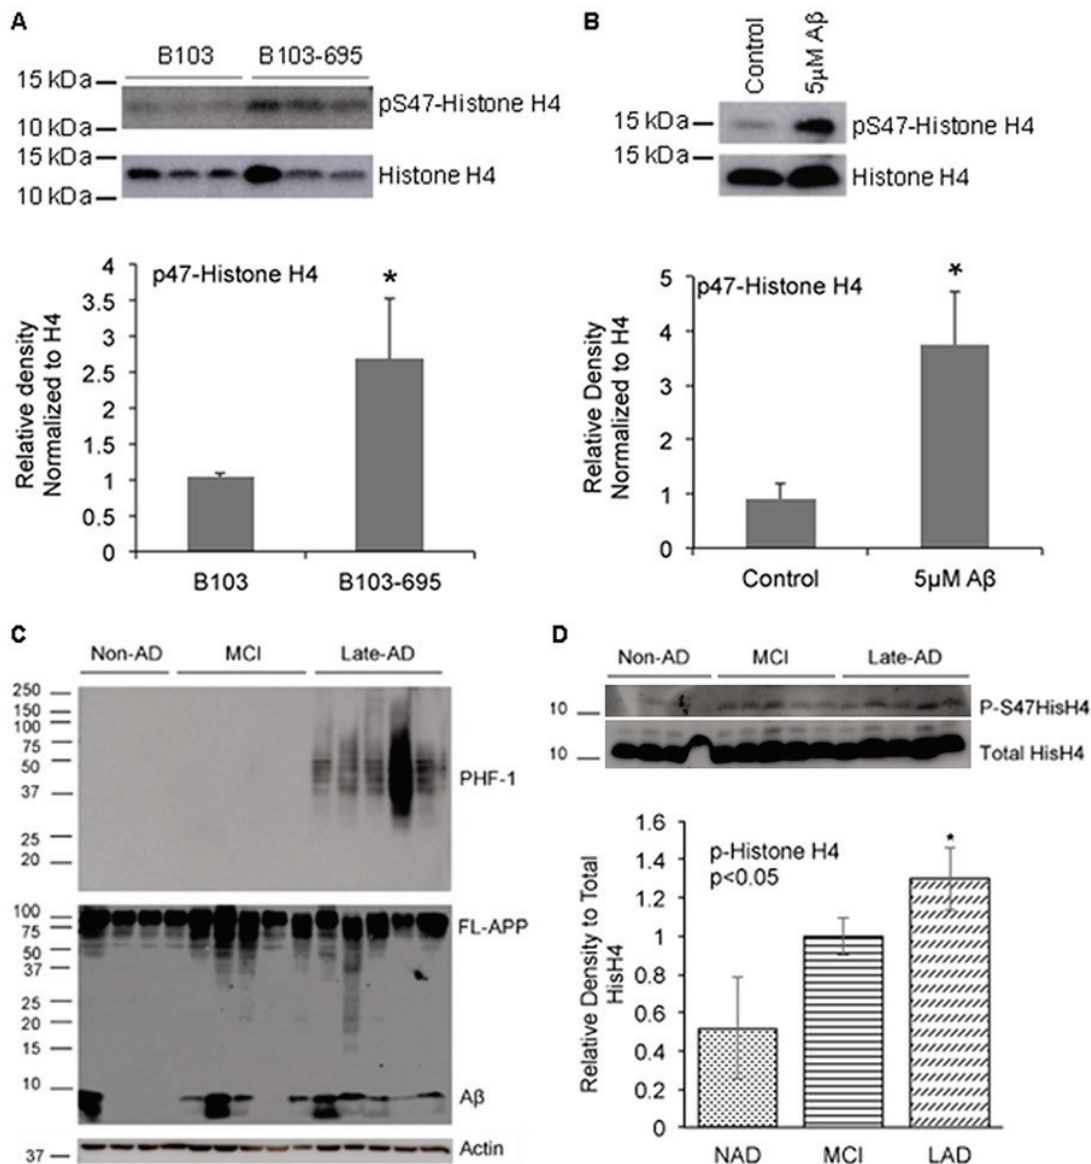 A
B103 B103-695
15 kDa
pS47-Histone H4
10 kDa
15 kDa
Histone H4
10 kDa
p47-Histone H4
*
Relative density
Normalized to H4
4
3.5
3
2.5
2
1.5
1
0.5
0
B103 B103-695
B
Control 5µM Aβ
15 kDa
pS47-Histone H4
15 kDa
Histone H4
p47-Histone H4
*
Relative Density
Normalized to H4
5
4
3
2
1
0
Control 5µM Aβ
C
Non-AD MCI Late-AD
250
150
100
75
50
37
25
20
PHF-1
100
75
50
37
25
20
15
10
FL-APP
Aβ
37
Actin
D
Non-AD MCI Late-AD
10
P-S47HisH4
10
Total HisH4
p-Histone H4
p<0.05
*
Relative Density to Total
HisH4
1.6
1.4
1.2
1
0.8
0.6
0.4
0.2
0
NAD MCI LAD